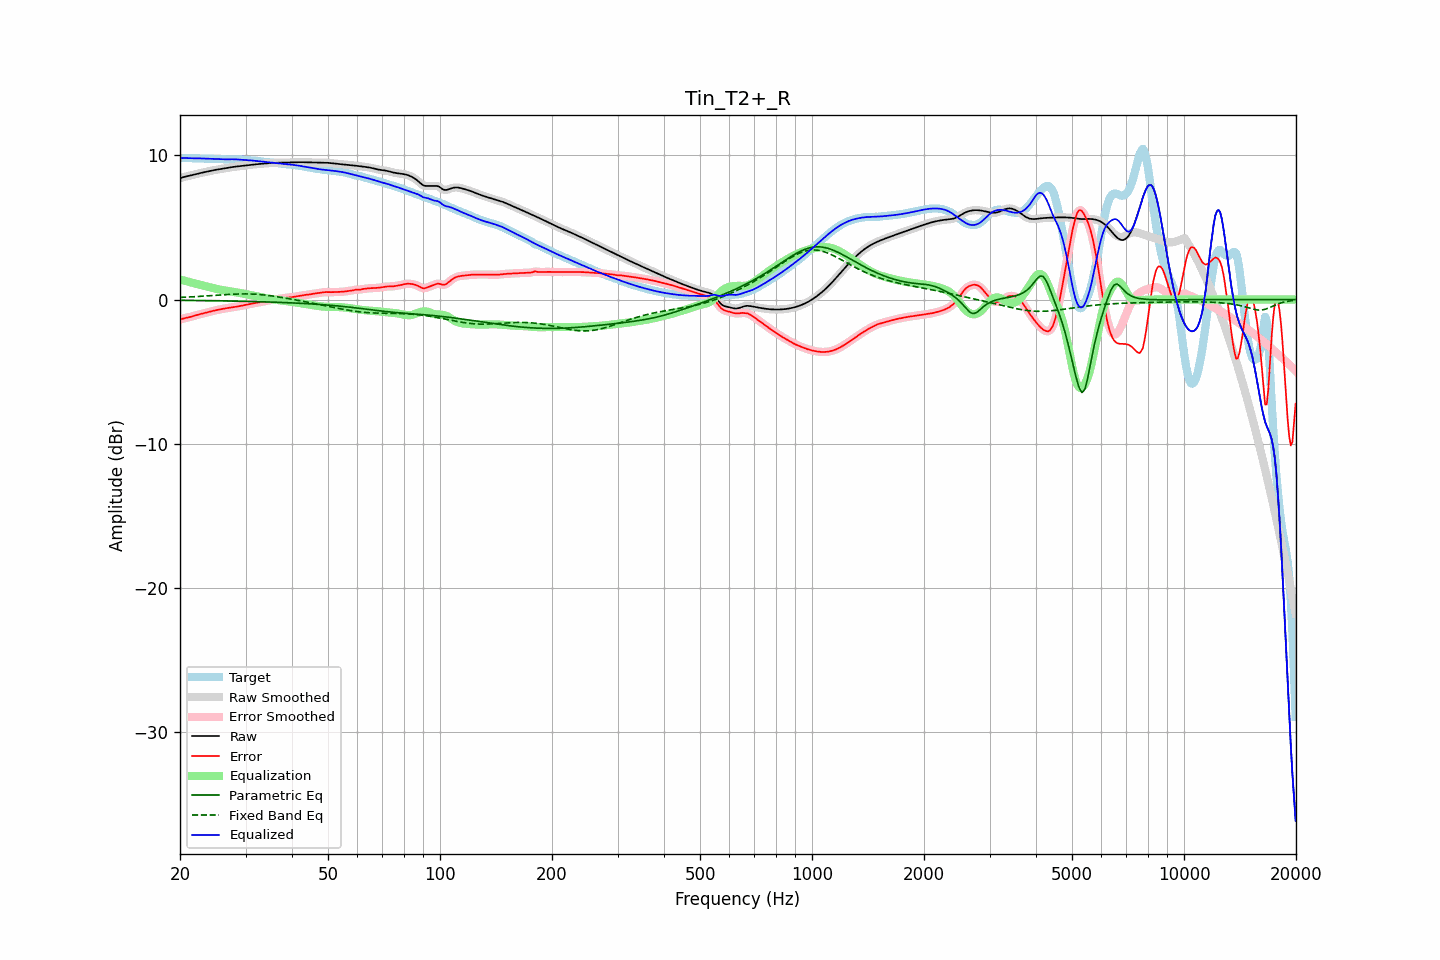 Tin_T2+_R
Amplitude (dBr)
10
0
−10
−20
−30
Target
Raw Smoothed
Error Smoothed
Raw
Error
Equalization
Parametric Eq
Fixed Band Eq
Equalized
20 50 100 200 500 1000 2000 5000 10000 20000
Frequency (Hz)